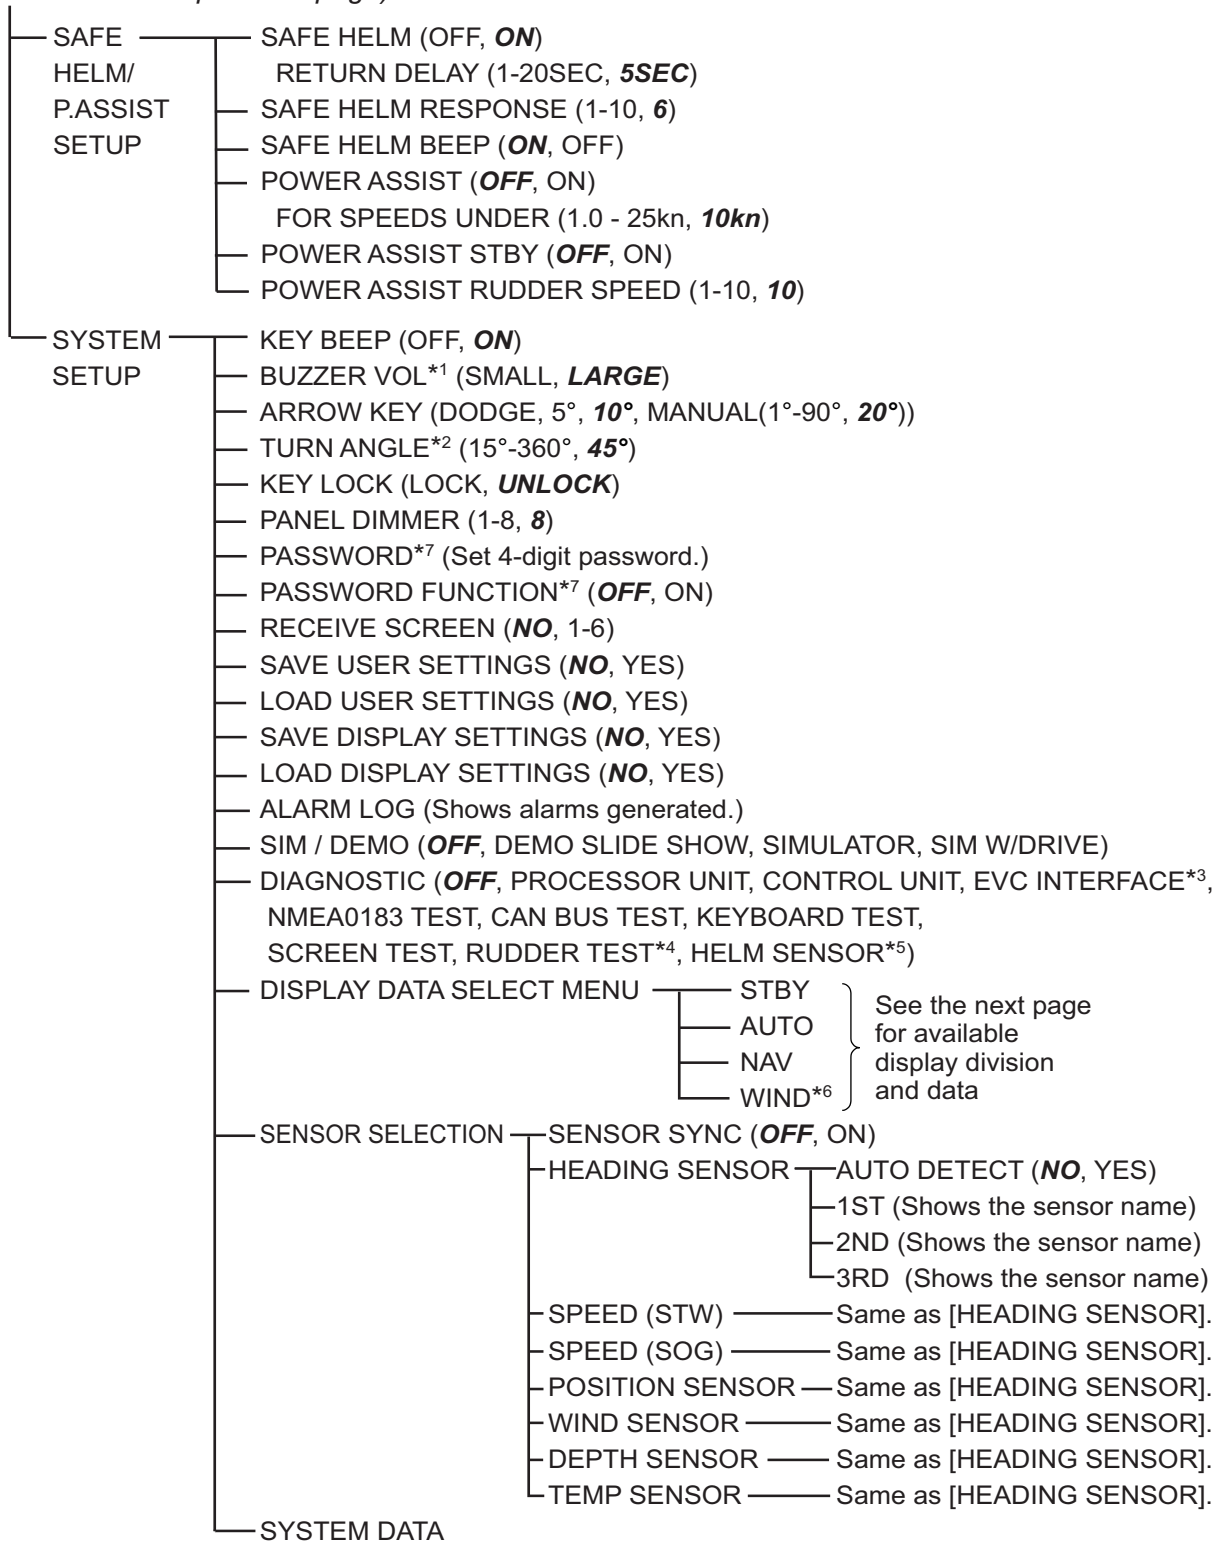 SAFE HELM/ P.ASSIST SETUP
SAFE HELM (OFF, ON)
RETURN DELAY (1-20SEC, 5SEC)
SAFE HELM RESPONSE (1-10, 6)
SAFE HELM BEEP (ON, OFF)
POWER ASSIST (OFF, ON)
FOR SPEEDS UNDER (1.0 - 25kn, 10kn)
POWER ASSIST STBY (OFF, ON)
POWER ASSIST RUDDER SPEED (1-10, 10)
SYSTEM SETUP
KEY BEEP (OFF, ON)
BUZZER VOL*1 (SMALL, LARGE)
ARROW KEY (DODGE, 5°, 10°, MANUAL(1°-90°, 20°))
TURN ANGLE*2 (15°-360°, 45°)
KEY LOCK (LOCK, UNLOCK)
PANEL DIMMER (1-8, 8)
PASSWORD*7 (Set 4-digit password.)
PASSWORD FUNCTION*7 (OFF, ON)
RECEIVE SCREEN (NO, 1-6)
SAVE USER SETTINGS (NO, YES)
LOAD USER SETTINGS (NO, YES)
SAVE DISPLAY SETTINGS (NO, YES)
LOAD DISPLAY SETTINGS (NO, YES)
ALARM LOG (Shows alarms generated.)
SIM / DEMO (OFF, DEMO SLIDE SHOW, SIMULATOR, SIM W/DRIVE)
DIAGNOSTIC (OFF, PROCESSOR UNIT, CONTROL UNIT, EVC INTERFACE*3,
NMEA0183 TEST, CAN BUS TEST, KEYBOARD TEST,
SCREEN TEST, RUDDER TEST*4, HELM SENSOR*5)
DISPLAY DATA SELECT MENU
STBY
AUTO
NAV
WIND*6
See the next page
for available
display division
and data
SENSOR SELECTION
SENSOR SYNC (OFF, ON)
HEADING SENSOR
AUTO DETECT (NO, YES)
1ST (Shows the sensor name)
2ND (Shows the sensor name)
3RD (Shows the sensor name)
SPEED (STW) Same as [HEADING SENSOR].
SPEED (SOG) Same as [HEADING SENSOR].
POSITION SENSOR Same as [HEADING SENSOR].
WIND SENSOR Same as [HEADING SENSOR].
DEPTH SENSOR Same as [HEADING SENSOR].
TEMP SENSOR Same as [HEADING SENSOR].
SYSTEM DATA